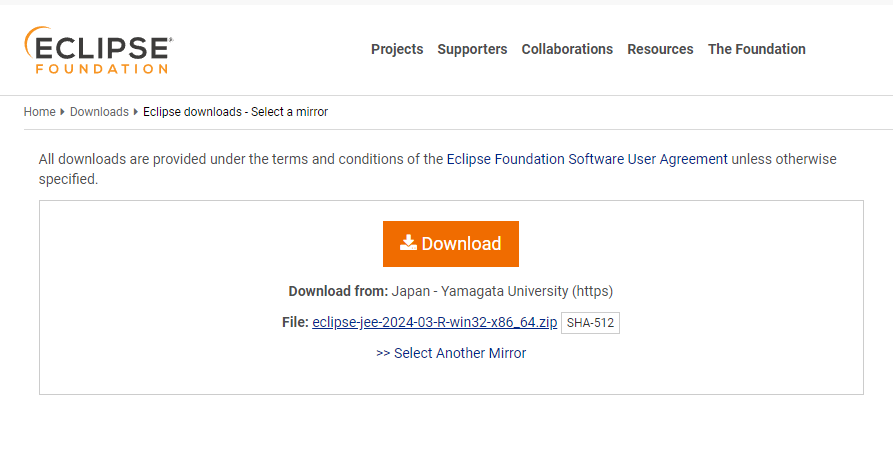 ECLIPSE
FOUNDATION
Projects Supporters Collaborations Resources The Foundation
Home Downloads Eclipse downloads - Select a mirror
All downloads are provided under the terms and conditions of the Eclipse Foundation Software User Agreement unless otherwise
specified.
Download
Download from: Japan - Yamagata University (https)
File: eclipse-jee-2024-03-R-win32-x86_64.zip SHA-512
>> Select Another Mirror